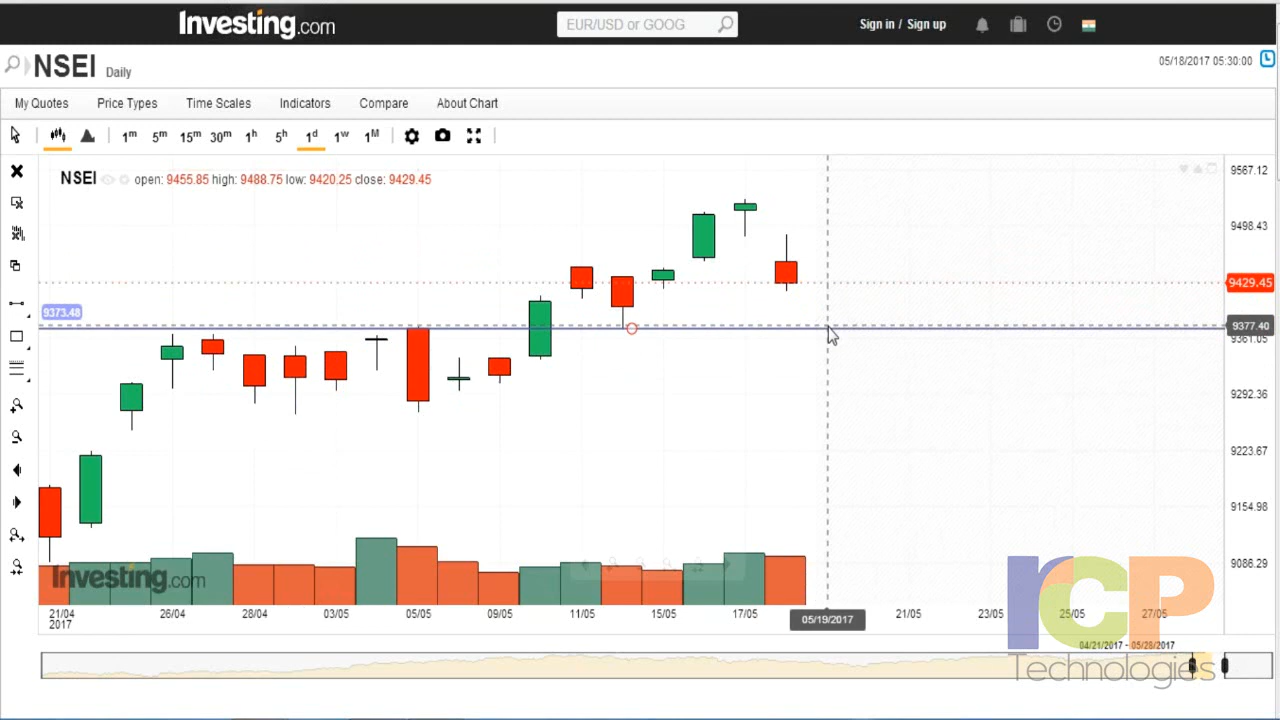 Investing.com
EUR/USD or GOOG
Sign in / Sign up
NSEI Daily
05/18/2017 05:30:00
My Quotes Price Types Time Scales Indicators Compare About Chart
1m 5m 15m 30m 1h 5h 1d 1w 1M
NSEI open: 9455.85 high: 9488.75 low: 9420.25 close: 9429.45
9567.12
9498.43
9429.45
9373.48
9377.40
9361.05
9292.36
9223.67
9154.98
9086.29
Investing.com
21/04 26/04 28/04 03/05 05/05 09/05 11/05 15/05 17/05 05/19/2017 21/05 23/05 25/05 27/05
2017
04/21/2017 - 05/28/2017
rCP
Technologies